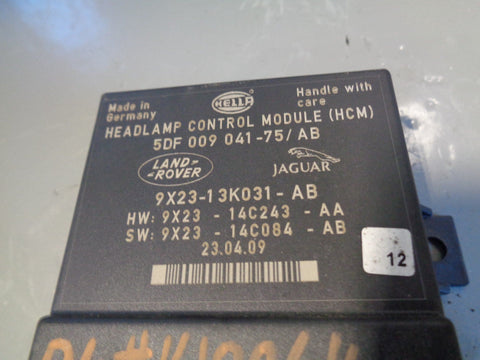 Made in
Germany
HELLA
Handle with
care
HEADLAMP CONTROL MODULE (HCM)
5DF 009 041-75/AB
LAND-
ROVER
JAGUAR
9X23-13K031-AB
HW: 9X23 - 14C243 - AA
SW: 9X23 - 14C084 - AB
23.04.09
12